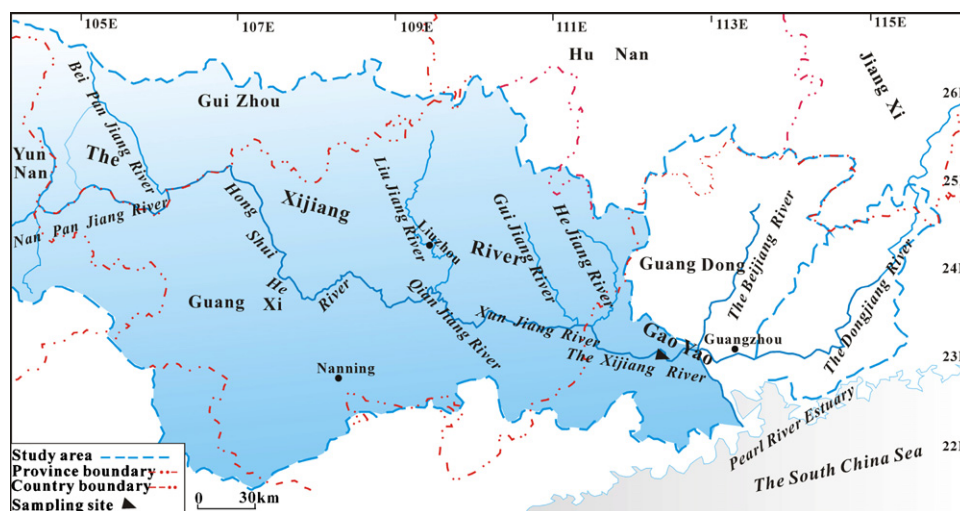 105E 107E 109E 111E 113E 115E
Hu Nan
Jiang Xi
26N
Bei Pan Jiang River
Gui Zhou
Yun Nan
The Xijiang River
25N
Nan Pan Jiang River
Hong Shui He River
Liu Jiang River
Liuzhou
Gui Jiang River
He Jiang River
Guang Dong
The Beijiang River
The Dongjiang River
24N
Guang Xi
Qian Jiang River
Xun Jiang River
The Xijiang River
Gao Yao
Guangzhou
23N
Nanning
Pearl River Estuary
22N
The South China Sea
Study area
Province boundary
Country boundary
Sampling site
0 30km